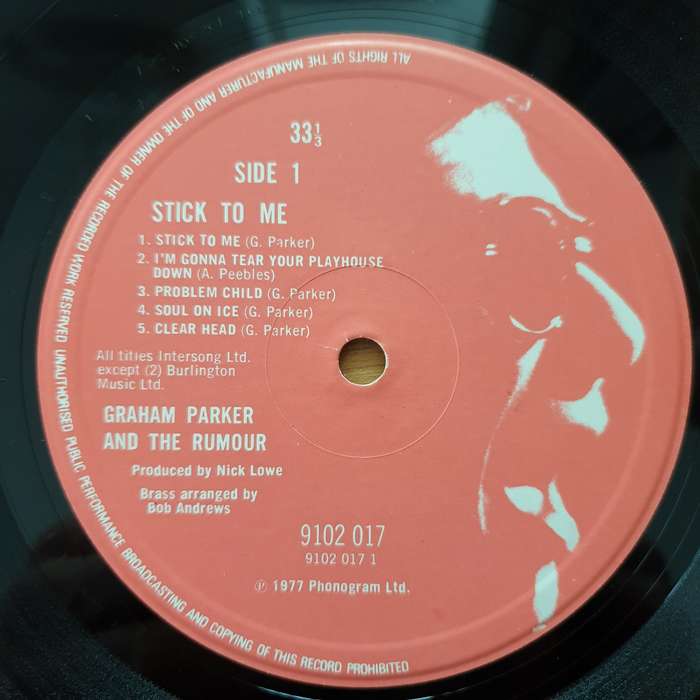 33⅓
SIDE 1
STICK TO ME
1. STICK TO ME (G. Parker)
2. I'M GONNA TEAR YOUR PLAYHOUSE
DOWN (A. Peebles)
3. PROBLEM CHILD (G. Parker)
4. SOUL ON ICE (G. Parker)
5. CLEAR HEAD (G. Parker)
All titles Intersong Ltd.
except (2) Burlington
Music Ltd.
GRAHAM PARKER
AND THE RUMOUR
Produced by Nick Lowe
Brass arranged by
Bob Andrews
9102 017
9102 017 1
℗ 1977 Phonogram Ltd.
ALL RIGHTS OF THE MANUFACTURER AND OF THE OWNER OF THE RECORDED WORK RESERVED UNAUTHORISED PUBLIC PERFORMANCE BROADCASTING AND COPYING OF THIS RECORD PROHIBITED